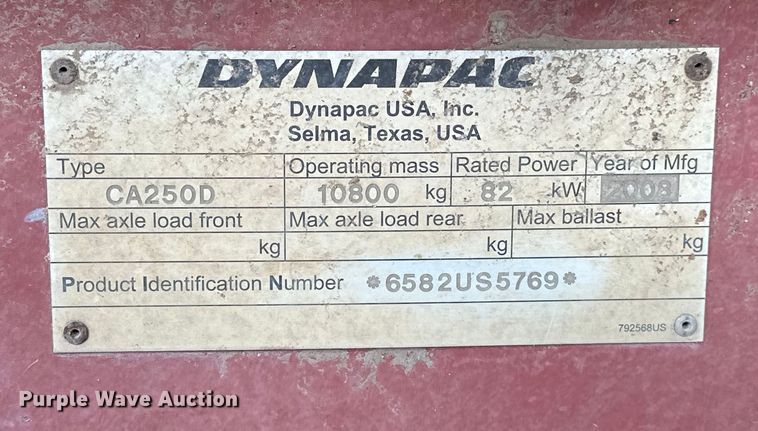 DYNAPAC
Dynapac USA, Inc.
Selma, Texas, USA
Type Operating mass Rated Power Year of Mfg
CA250D 10800 kg 82 kW 2008
Max axle load front Max axle load rear Max ballast
kg kg kg
Product Identification Number *6582US5769*
792568US
Purple Wave Auction